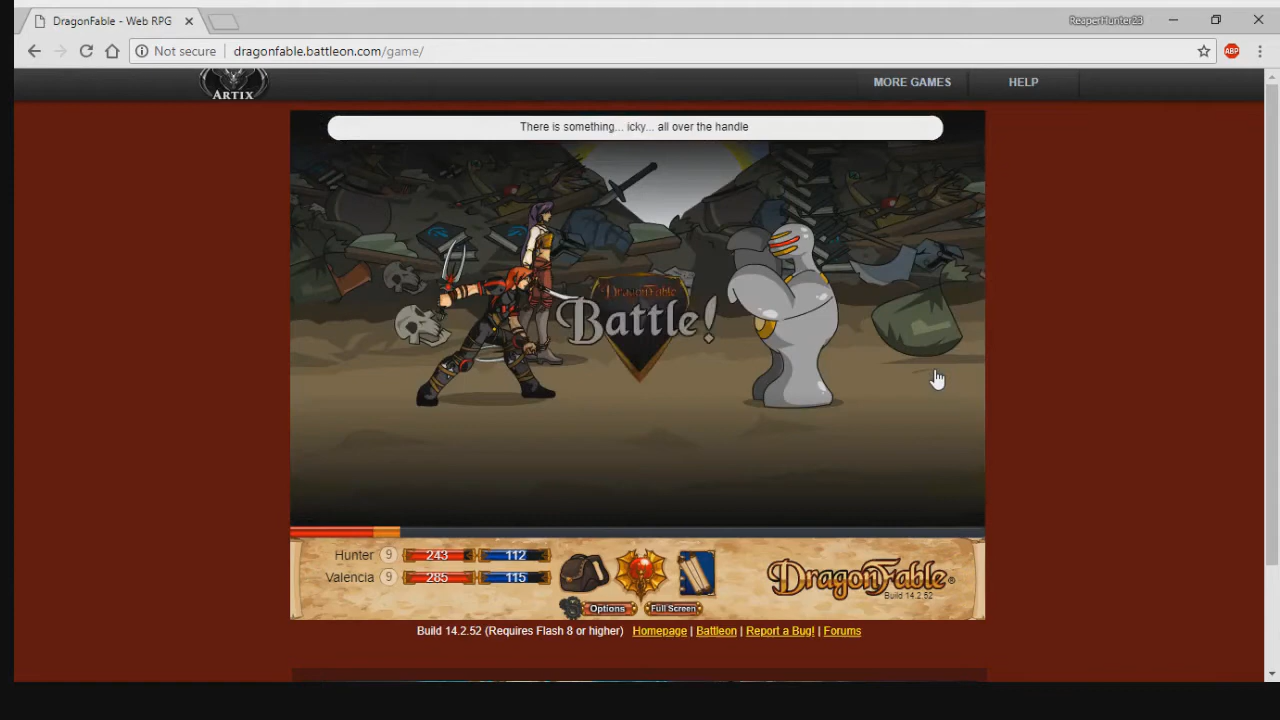 DragonFable - Web RPG
ReaperHunter23
Not secure dragonfable.battleon.com/game/
ABP
ARTIX
MORE GAMES HELP
There is something... icky... all over the handle
DragonFable
Battle!
Hunter 9 243 112
Valencia 9 285 115
Options Full Screen
DragonFable®
Build 14.2.52
Build 14.2.52 (Requires Flash 8 or higher) Homepage | Battleon | Report a Bug! | Forums